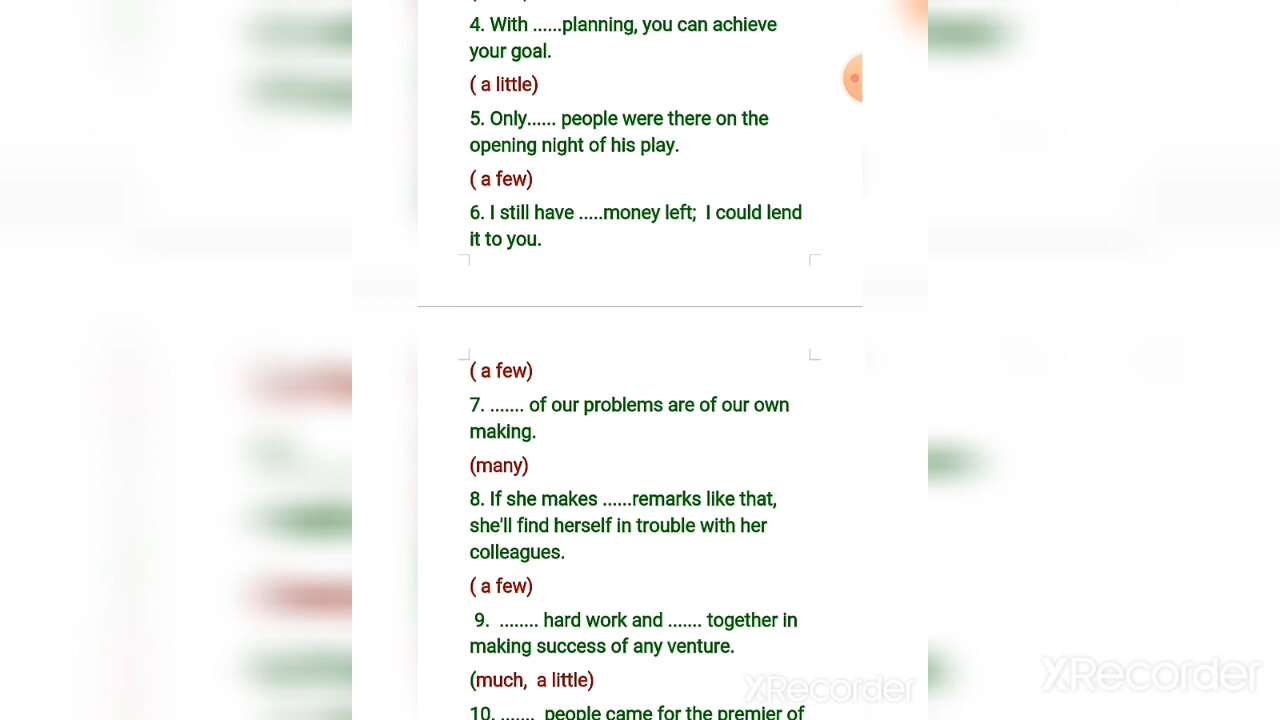 4. With ......planning, you can achieve
your goal.
( a little)
5. Only...... people were there on the
opening night of his play.
( a few)
6. I still have .....money left;  I could lend
it to you.
( a few)
7. ....... of our problems are of our own
making.
(many)
8. If she makes ......remarks like that,
she'll find herself in trouble with her
colleagues.
( a few)
9.  ........ hard work and ....... together in
making success of any venture.
(much,  a little)
10. .......  people came for the premier of
XRecorder
XRecorder